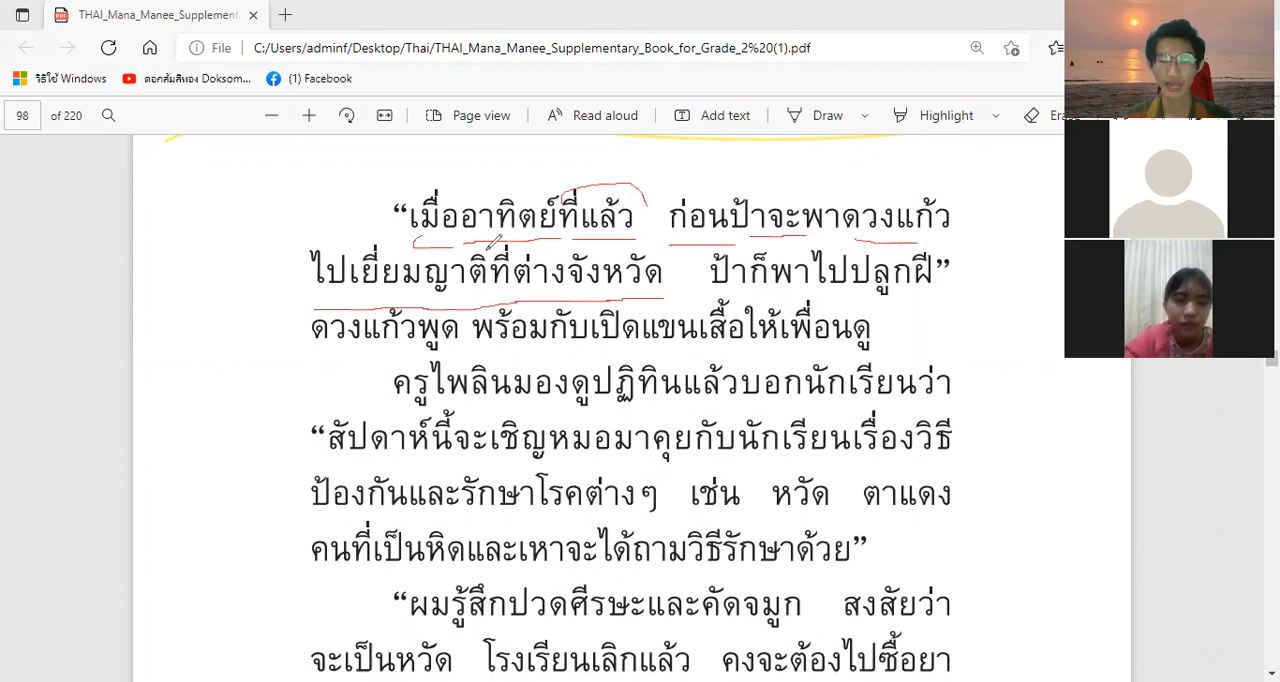 THAI_Mana_Manee_Supplementa
File
C:/Users/adminf/Desktop/Thai/THAI_Mana_Manee_Supplementary_Book_for_Grade_2%20(1).pdf
วิธีใช้ Windows
ดอกส้มสีทอง Doksom...
(1) Facebook
98 of 220
Page view
Read aloud
Add text
Draw
Highlight
“เมื่ออาทิตย์ที่แล้ว ก่อนป้าจะพาดวงแก้ว
ไปเยี่ยมญาติที่ต่างจังหวัด ป้าก็พาไปปลูกฝี”
ดวงแก้วพูด พร้อมกับเปิดแขนเสื้อให้เพื่อนดู
ครูไพลินมองดูปฏิทินแล้วบอกนักเรียนว่า
“สัปดาห์นี้จะเชิญหมอมาคุยกับนักเรียนเรื่องวิธี
ป้องกันและรักษาโรคต่างๆ เช่น หวัด ตาแดง
คนที่เป็นหิดและเหาจะได้ถามวิธีรักษาด้วย”
“ผมรู้สึกปวดศีรษะและคัดจมูก สงสัยว่า
จะเป็นหวัด โรงเรียนเลิกแล้ว คงจะต้องไปซื้อยา